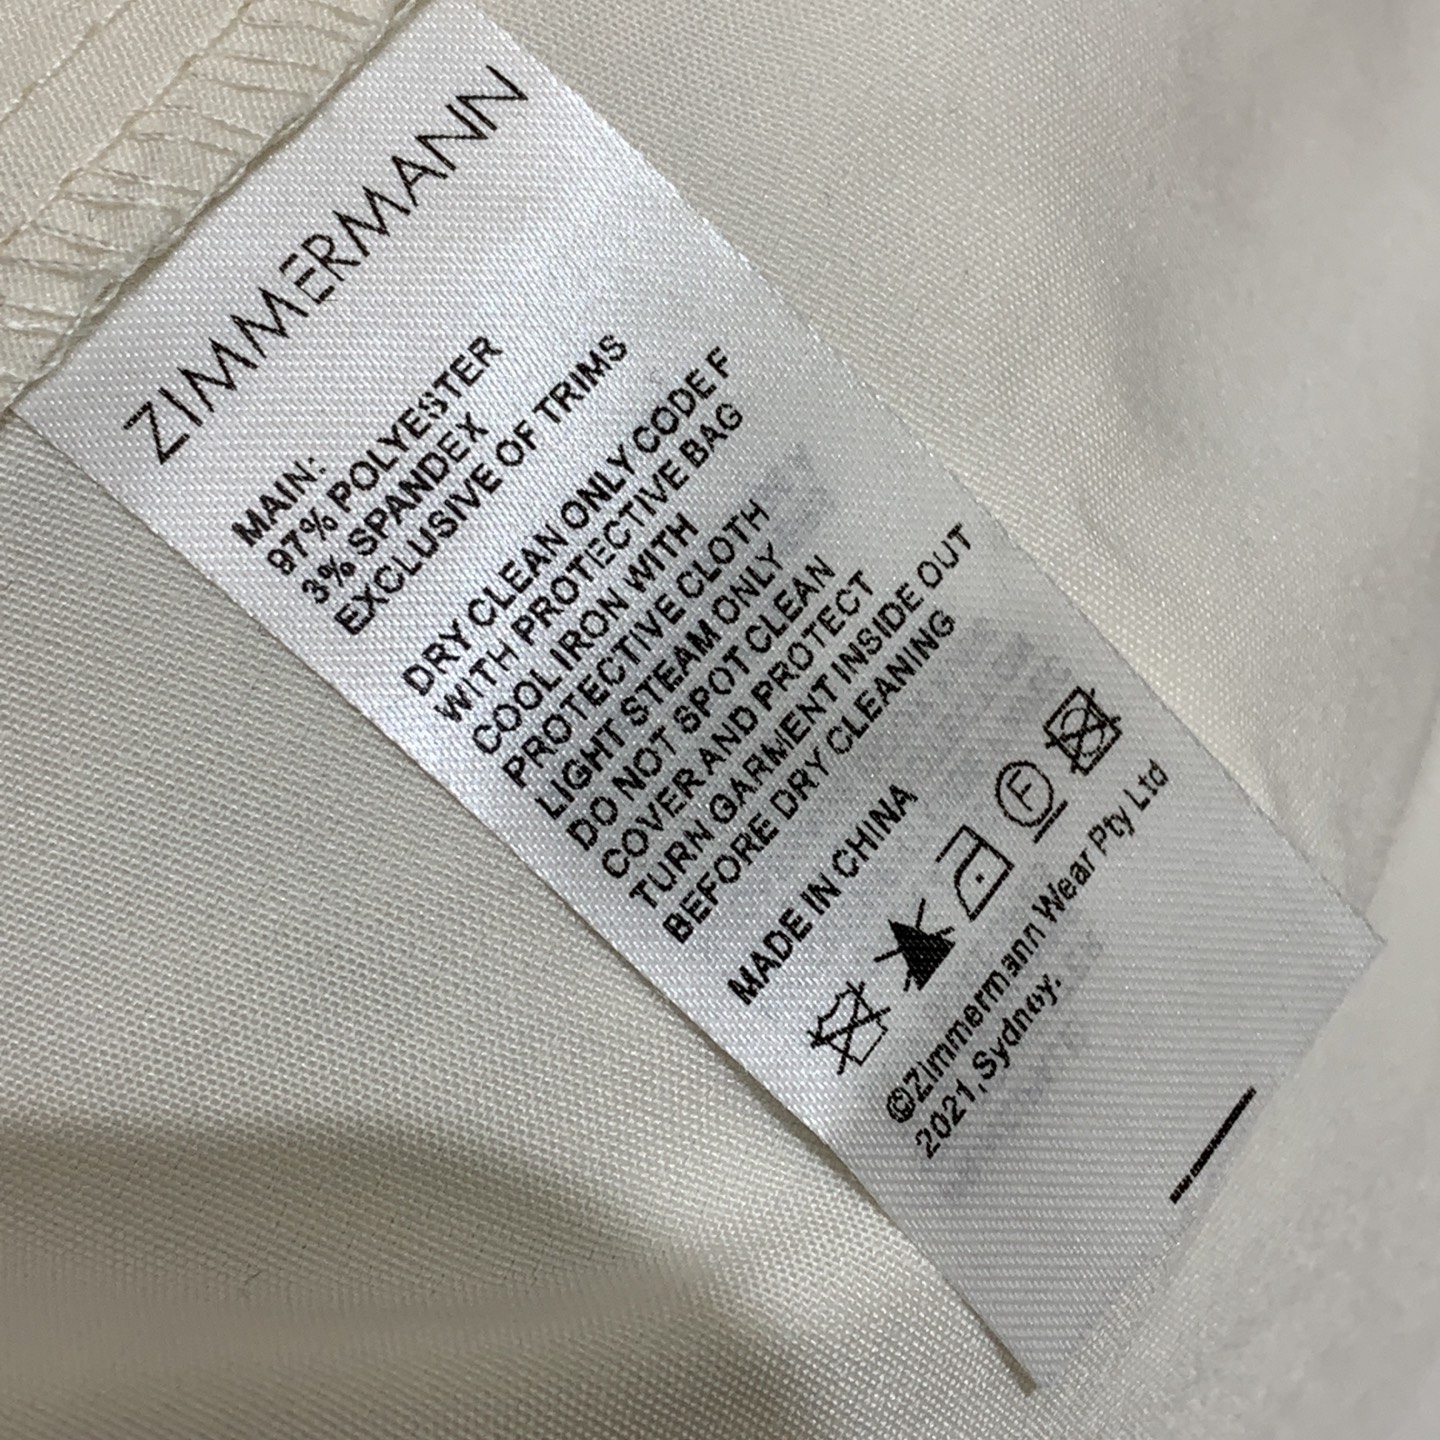 ZIMMERMANN
MAIN:
97% POLYESTER
3% SPANDEX
EXCLUSIVE OF TRIMS
DRY CLEAN ONLY CODE F
WITH PROTECTIVE BAG
COOL IRON WITH
PROTECTIVE CLOTH
LIGHT STEAM ONLY
DO NOT SPOT CLEAN
COVER AND PROTECT
TURN GARMENT INSIDE OUT
BEFORE DRY CLEANING
MADE IN CHINA
F
©Zimmermann Wear Pty Ltd
2021,Sydney.